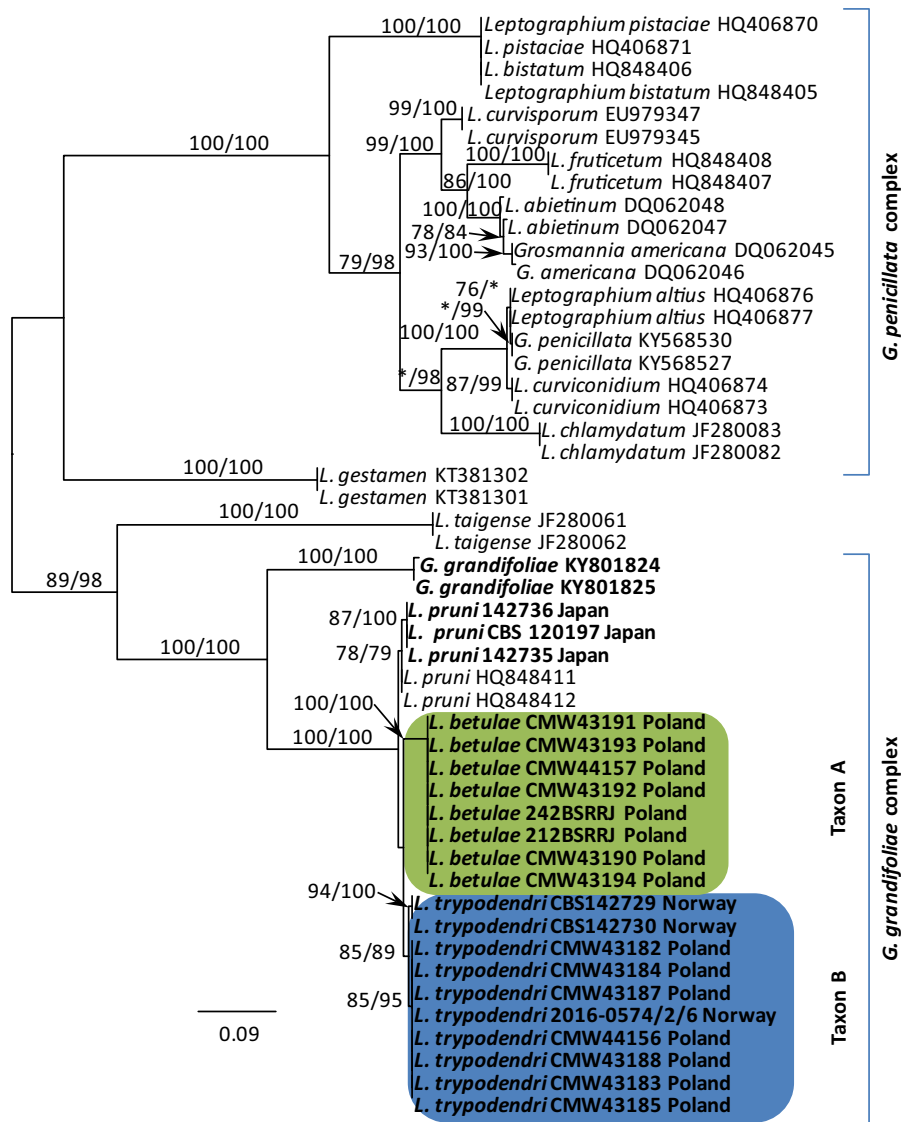 100/100
Leptographium pistaciae HQ406870
L. pistaciae HQ406871
L. bistatum HQ848406
Leptographium bistatum HQ848405
99/100
L. curvisporum EU979347
L. curvisporum EU979345
99/100
100/100
100/100
L. fruticetum HQ848408
L. fruticetum HQ848407
86/100
100/100
L. abietinum DQ062048
78/84
L. abietinum DQ062047
93/100
Grosmannia americana DQ062045
G. americana DQ062046
79/98
76/*
Leptographium altius HQ406876
*/99
Leptographium altius HQ406877
100/100
G. penicillata KY568530
G. penicillata KY568527
*/98
87/99
L. curviconidium HQ406874
L. curviconidium HQ406873
100/100
L. chlamydatum JF280083
L. chlamydatum JF280082
G. penicillata complex
100/100
L. gestamen KT381302
L. gestamen KT381301
100/100
L. taigense JF280061
L. taigense JF280062
89/98
100/100
G. grandifoliae KY801824
G. grandifoliae KY801825
100/100
87/100
L. pruni 142736 Japan
L. pruni CBS 120197 Japan
78/79
L. pruni 142735 Japan
L. pruni HQ848411
L. pruni HQ848412
100/100
100/100
L. betulae CMW43191 Poland
L. betulae CMW43193 Poland
L. betulae CMW44157 Poland
L. betulae CMW43192 Poland
L. betulae 242BSRRJ Poland
L. betulae 212BSRRJ Poland
L. betulae CMW43190 Poland
L. betulae CMW43194 Poland
Taxon A
94/100
L. trypodendri CBS142729 Norway
L. trypodendri CBS142730 Norway
85/89
L. trypodendri CMW43182 Poland
L. trypodendri CMW43184 Poland
85/95
L. trypodendri CMW43187 Poland
L. trypodendri 2016-0574/2/6 Norway
L. trypodendri CMW44156 Poland
L. trypodendri CMW43188 Poland
L. trypodendri CMW43183 Poland
L. trypodendri CMW43185 Poland
Taxon B
G. grandifoliae complex
0.09